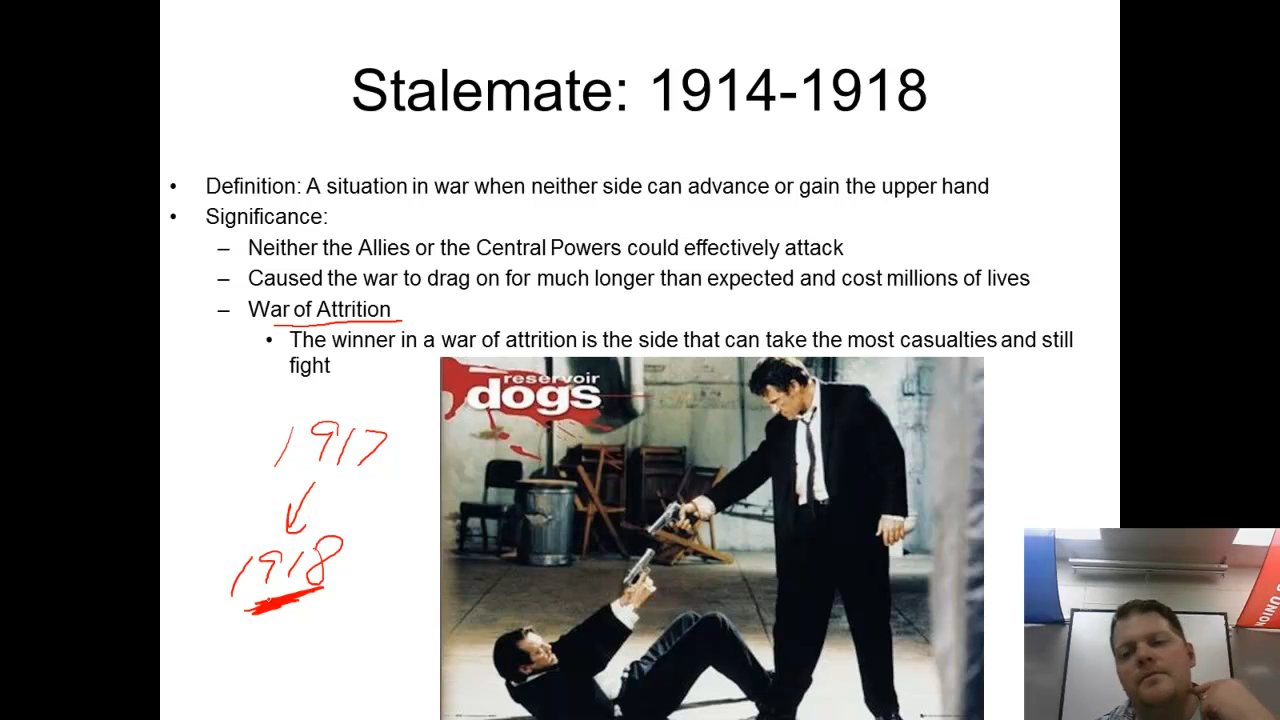 Stalemate: 1914-1918
• Definition: A situation in war when neither side can advance or gain the upper hand
• Significance:
– Neither the Allies or the Central Powers could effectively attack
– Caused the war to drag on for much longer than expected and cost millions of lives
– War of Attrition
• The winner in a war of attrition is the side that can take the most casualties and still
fight
reservoir
dogs
1917
1918
UNION